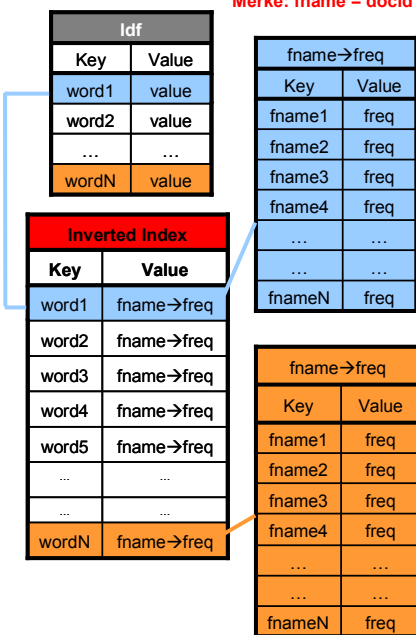 Merke: fname = docid
Idf
Key Value
word1 value
word2 value
… …
wordN value
Inverted Index
Key Value
word1 fname→freq
word2 fname→freq
word3 fname→freq
word4 fname→freq
word5 fname→freq
... ...
... ...
wordN fname→freq
fname→freq
Key Value
fname1 freq
fname2 freq
fname3 freq
fname4 freq
… …
… …
fnameN freq
fname→freq
Key Value
fname1 freq
fname2 freq
fname3 freq
fname4 freq
… …
… …
fnameN freq